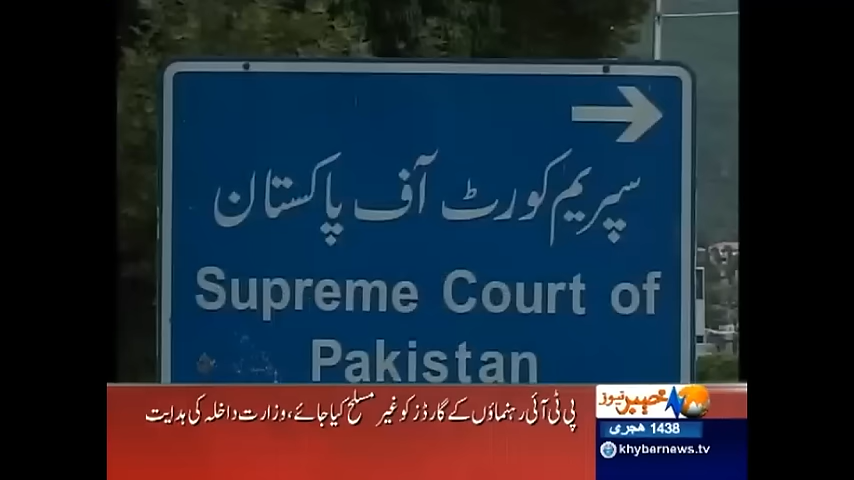 سپریم کورٹ آف پاکستان
Supreme Court of
Pakistan
پی ٹی آئی رہنماؤں کے گارڈز کو غیر مسلح کیا جائے، وزارت داخلہ کی ہدایت
خیبر نیوز
1438 ھجری
khybernews.tv